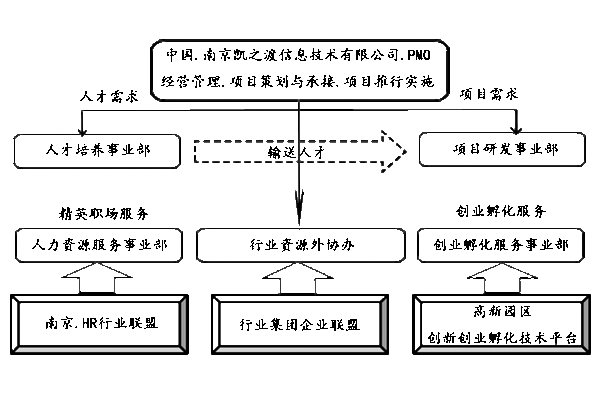 中国.南京凯之渡信息技术有限公司.PMO
经营管理.项目策划与承接、项目推行实施
人才需求
项目需求
人才培养事业部
输送人才
项目研发事业部
精英职场服务
创业孵化服务
人力资源服务事业部
行业资源外协办
创业孵化服务事业部
南京.HR行业联盟
行业集团企业联盟
高新园区
创新创业孵化技术平台